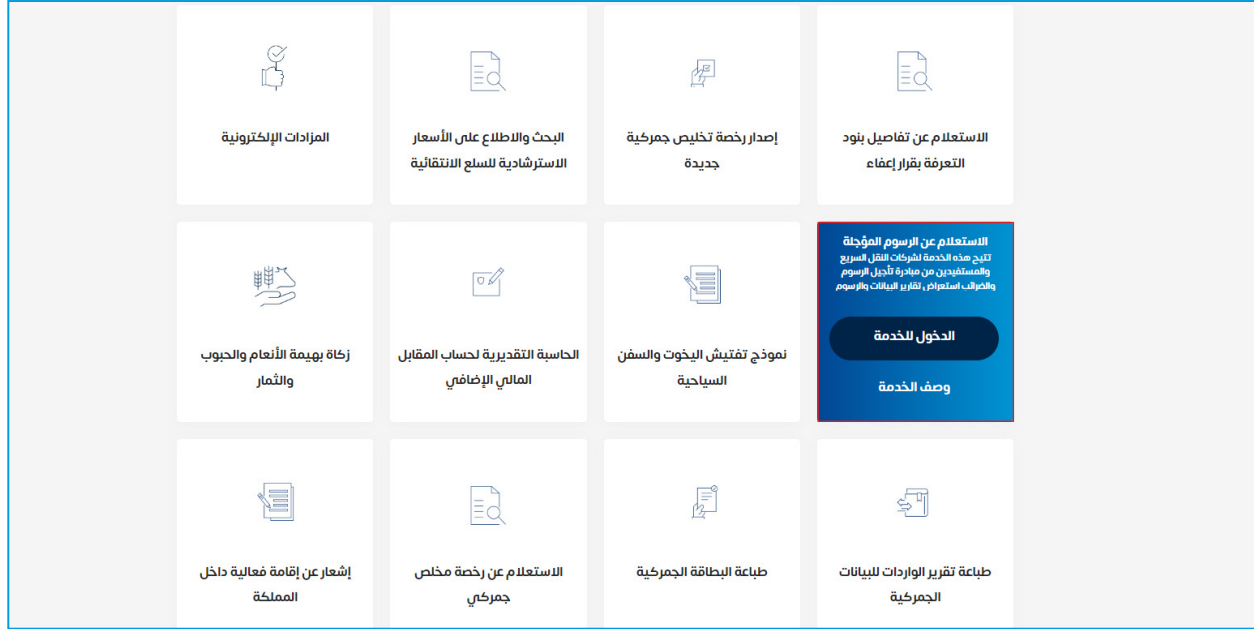 الاستعلام عن تفاصيل بنود
التعرفة بقرار إعفاء
إصدار رخصة تخليص جمركية
جديدة
البحث والاطلاع على الأسعار
الاسترشادية للسلع الانتقائية
المزادات الإلكترونية
الاستعلام عن الرسوم المؤجلة
تتيح هذه الخدمة لشركات النقل السريع
والمستفيدين من مبادرة تأجيل الرسوم
والضرائب استعراض تقارير البيانات والرسوم
الدخول للخدمة
وصف الخدمة
نموذج تفتيش اليخوت والسفن
السياحية
الحاسبة التقديرية لحساب المقابل
المالي الإضافي
زكاة بهيمة الأنعام والحبوب
والثمار
طباعة تقرير الواردات للبيانات
الجمركية
طباعة البطاقة الجمركية
الاستعلام عن رخصة مخلص
جمركي
إشعار عن إقامة فعالية داخل
المملكة